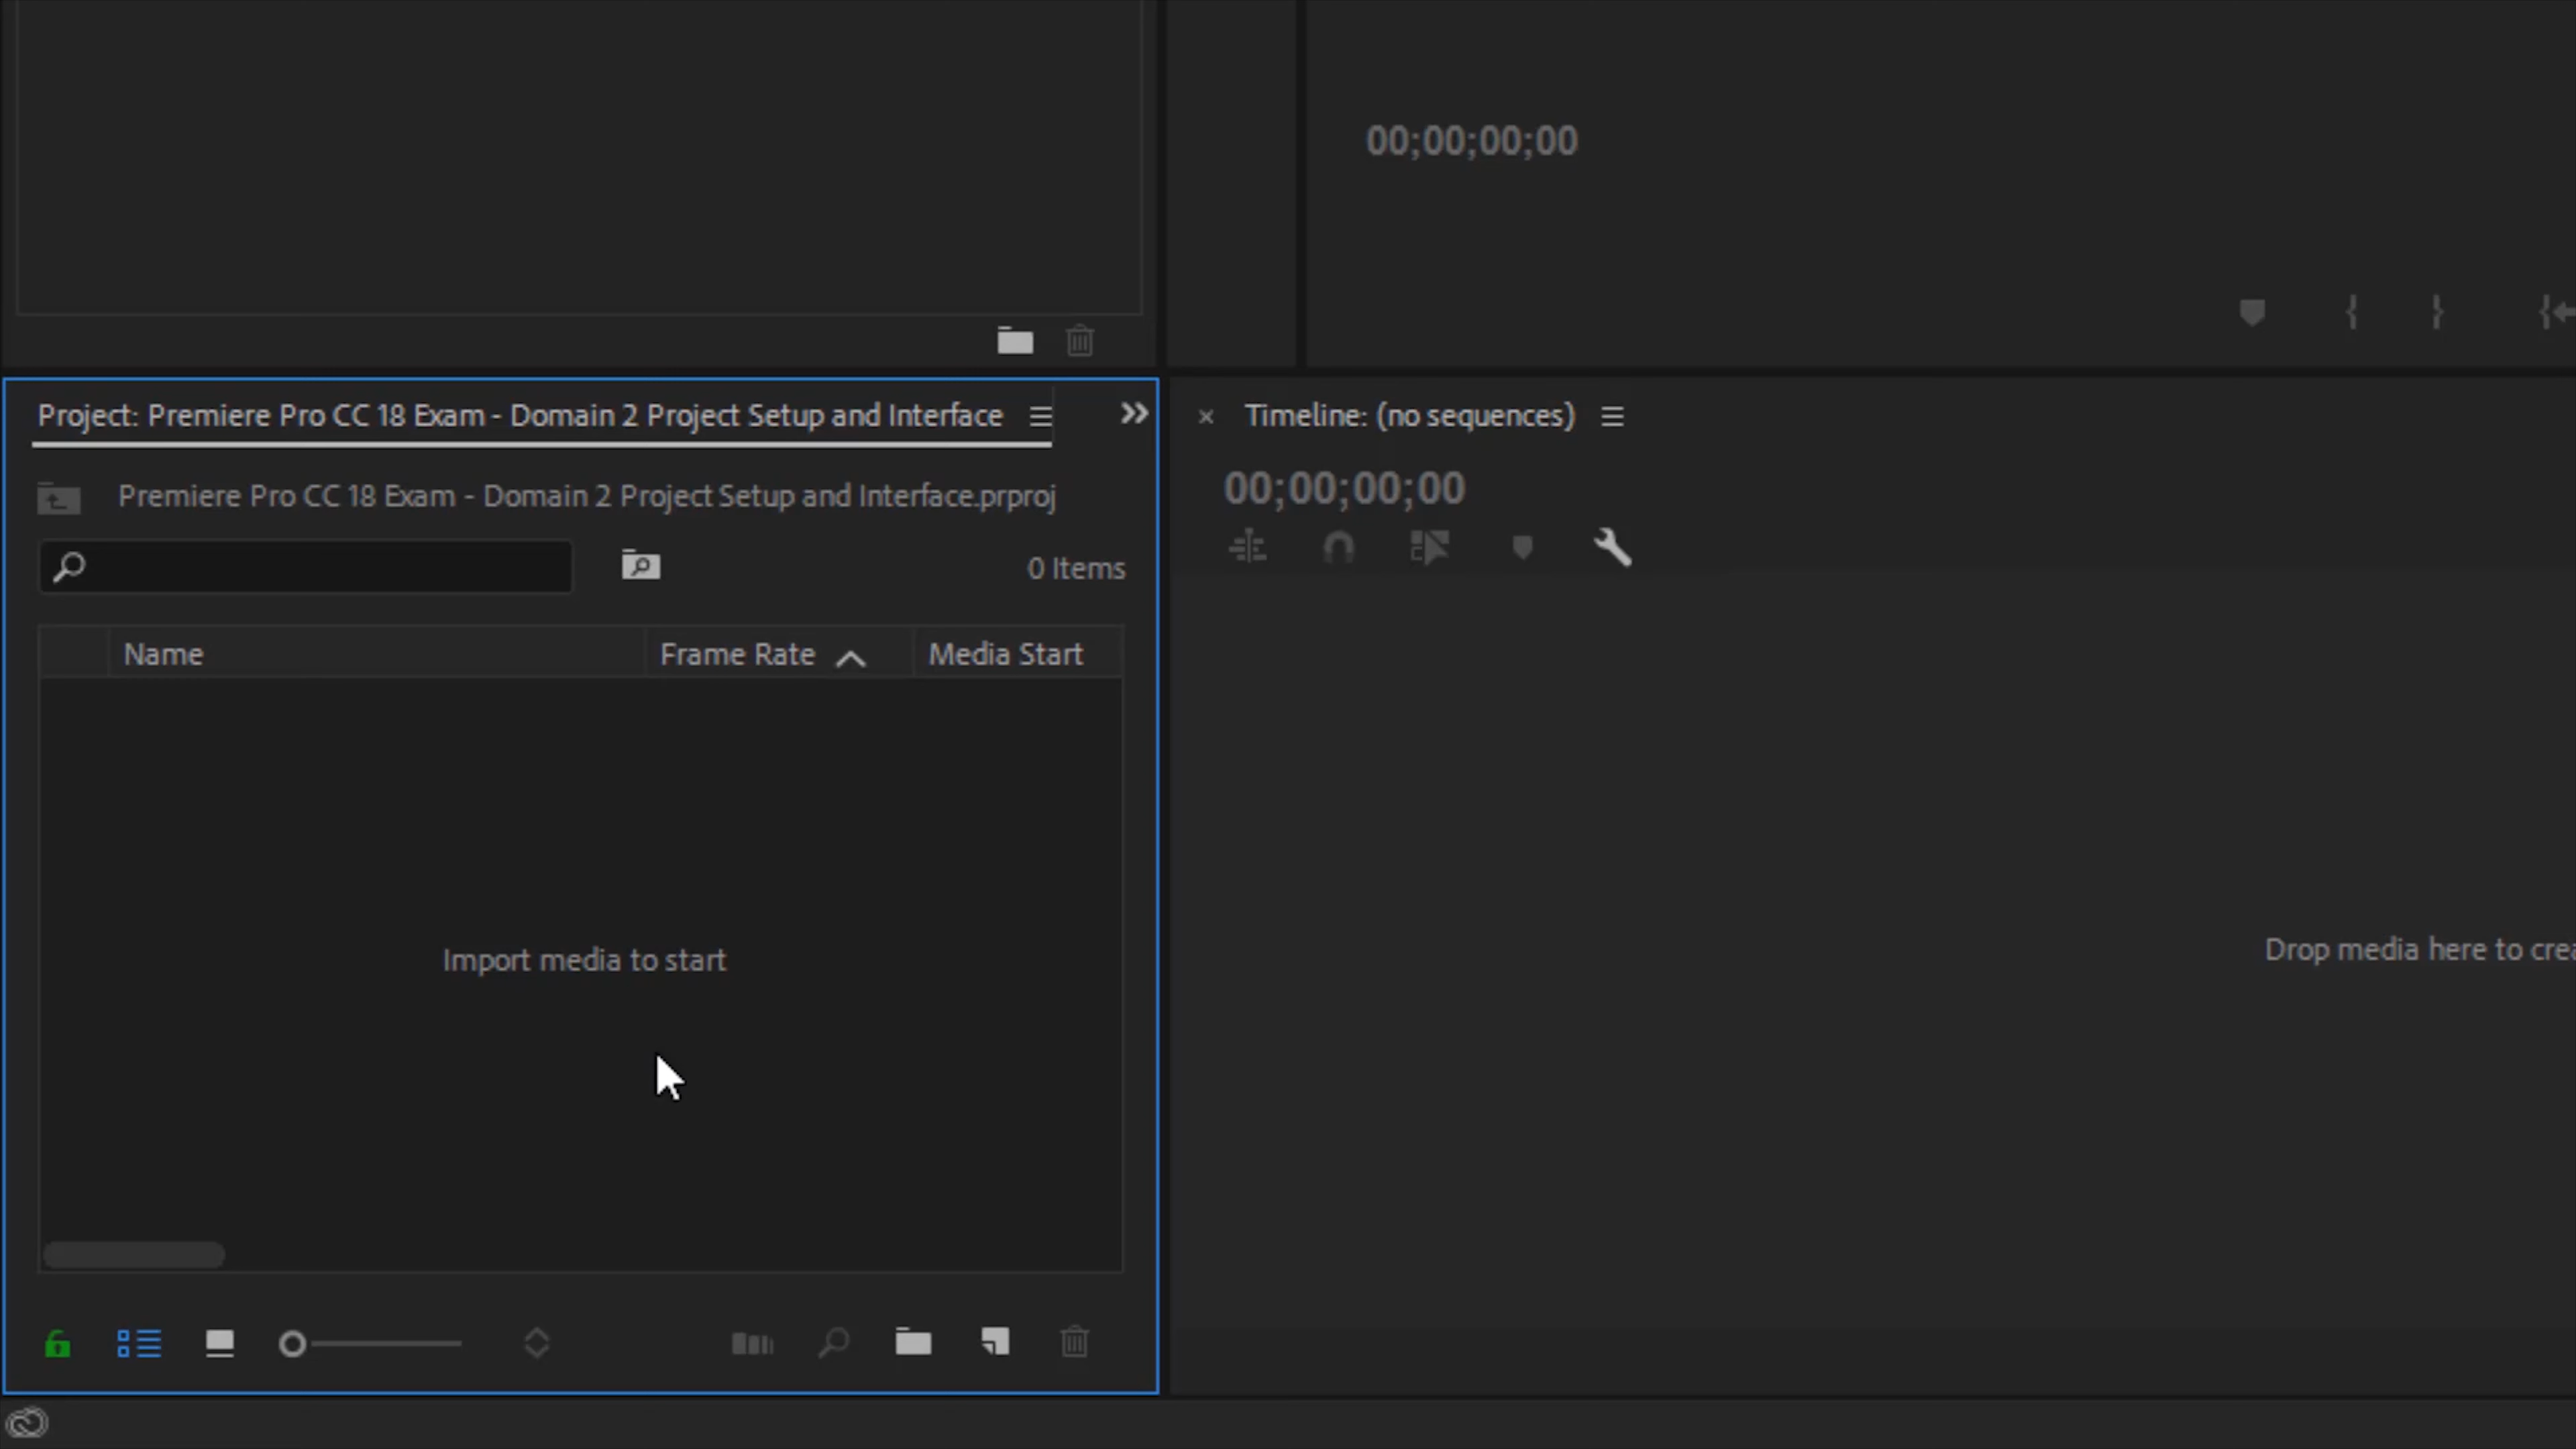 00;00;00;00
Project: Premiere Pro CC 18 Exam - Domain 2 Project Setup and Interface
Timeline: (no sequences)
Premiere Pro CC 18 Exam - Domain 2 Project Setup and Interface.prproj
00;00;00;00
0 Items
Name Frame Rate Media Start
Import media to start
Drop media here to crea